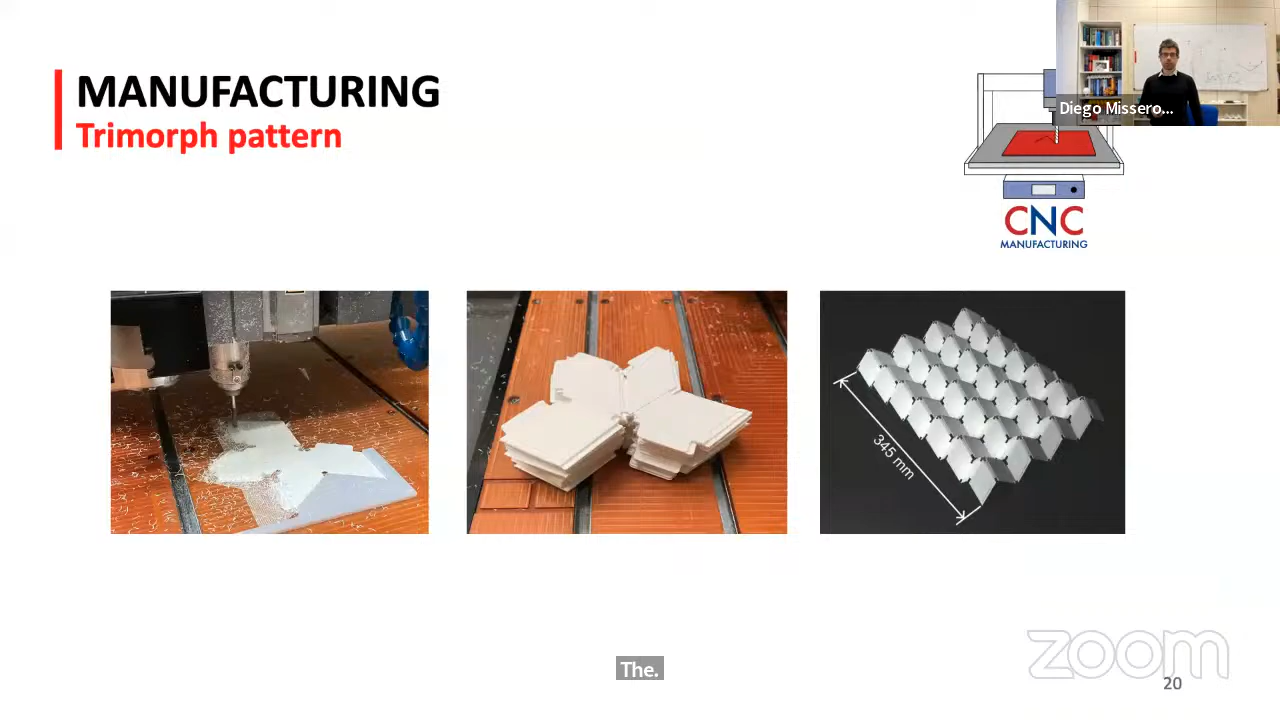 MANUFACTURING
Trimorph pattern
Diego Missero...
CNC
MANUFACTURING
345 mm
The.
zoom
20